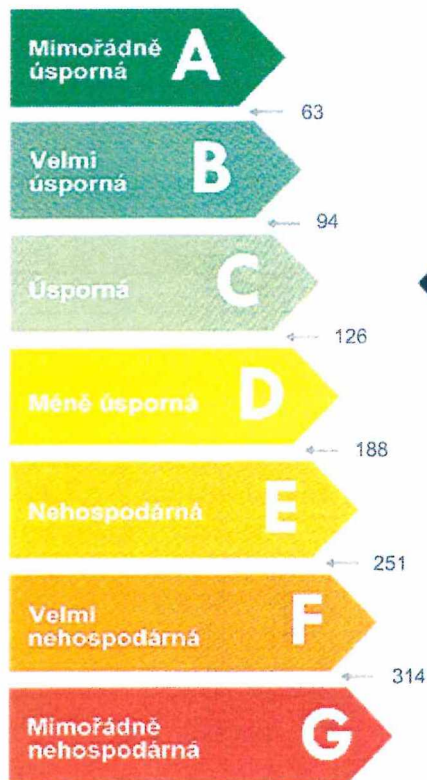 Mimořádně
úsporná A
63
Velmi
úsporná B
94
Úsporná C
126
Méně úsporná D
188
Nehospodárná E
251
Velmi
nehospodárná F
314
Mimořádně
nehospodárná G